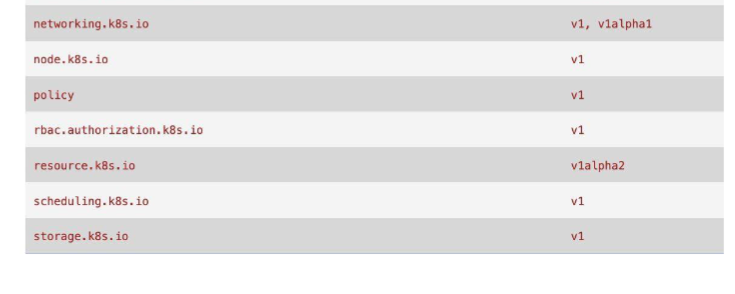 networking.k8s.io v1, v1alpha1
node.k8s.io v1
policy v1
rbac.authorization.k8s.io v1
resource.k8s.io v1alpha2
scheduling.k8s.io v1
storage.k8s.io v1